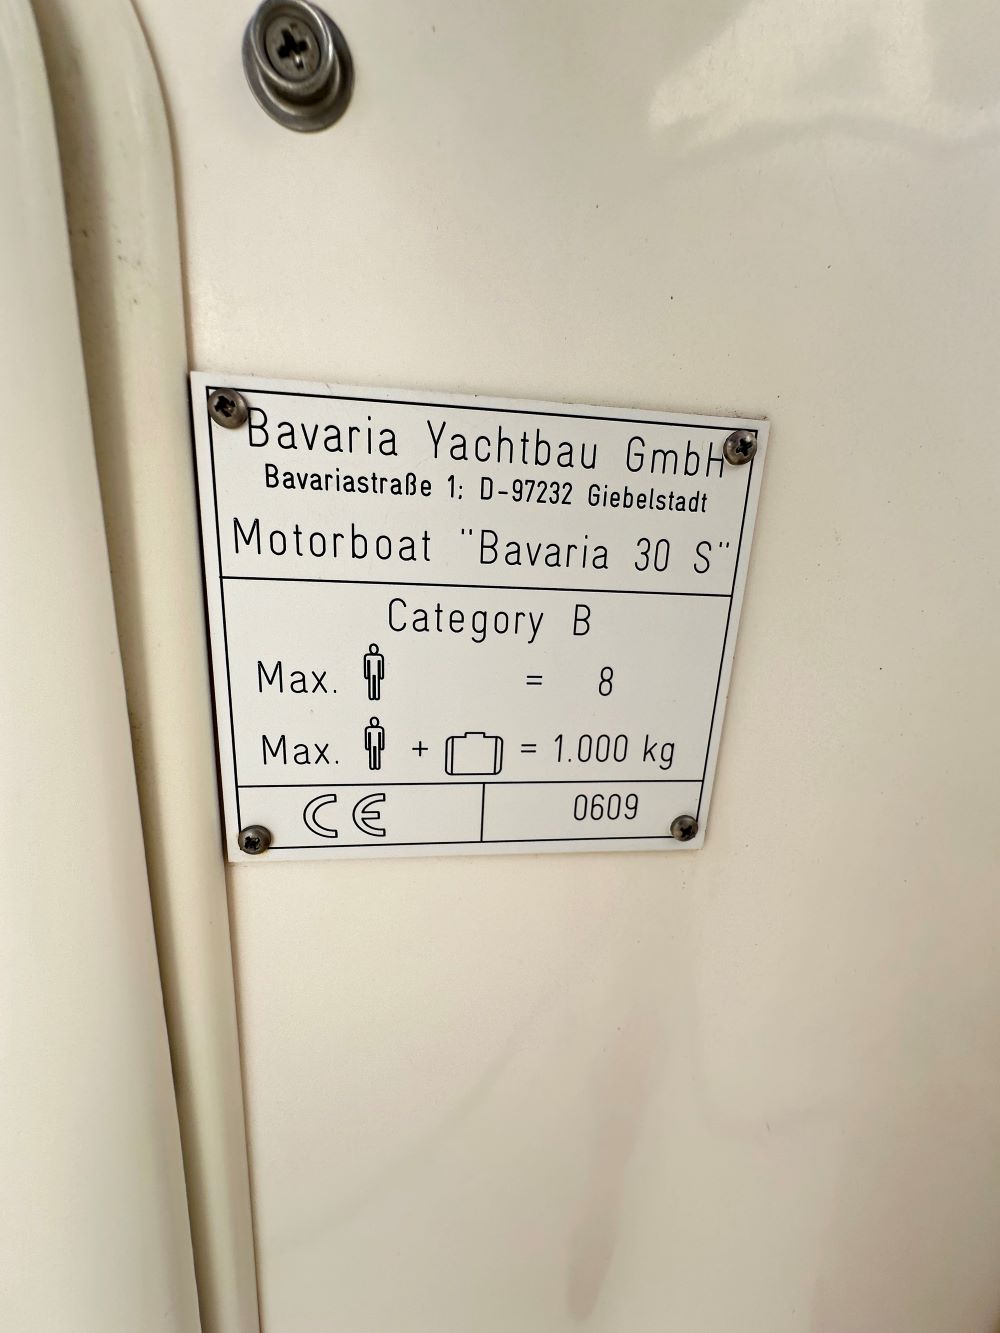 Bavaria Yachtbau GmbH
Bavariastraße 1; D-97232 Giebelstadt
Motorboat "Bavaria 30 S"
Category B
Max. = 8
Max. + = 1.000 kg
CE 0609